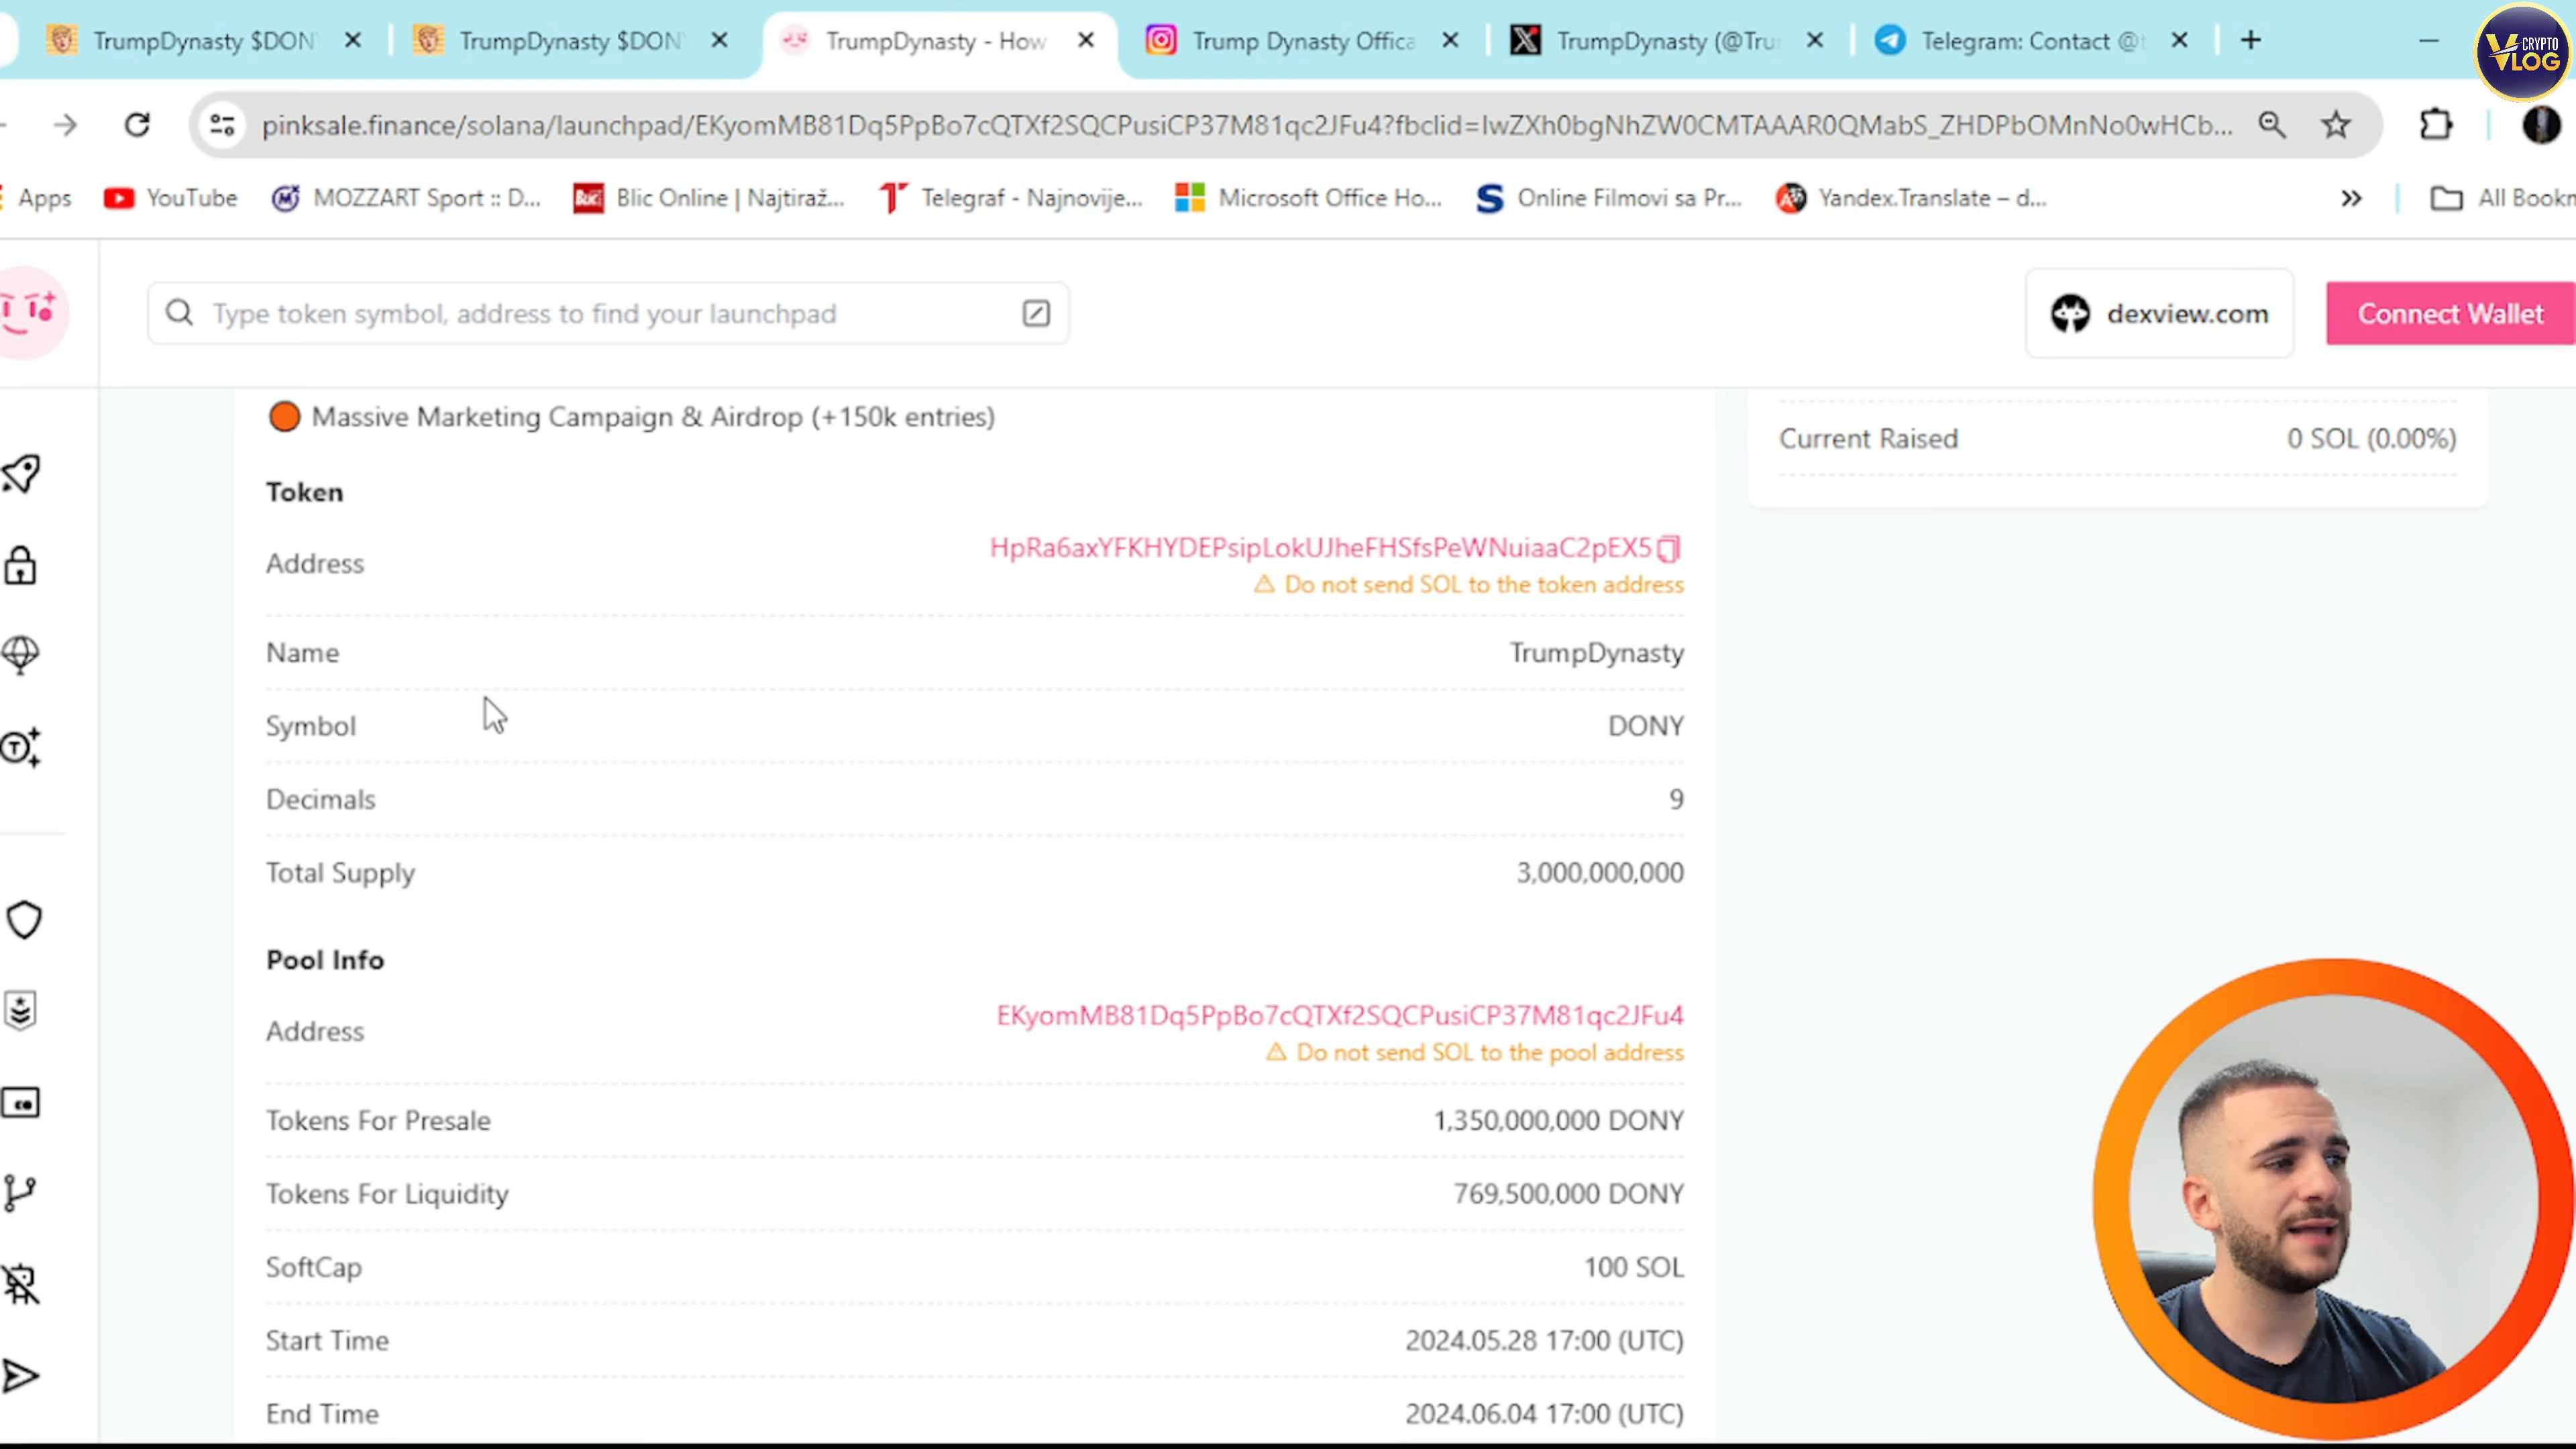 TrumpDynasty $DON
TrumpDynasty $DON
TrumpDynasty - How
Trump Dynasty Offica
TrumpDynasty (@Tru
Telegram: Contact @t
CRYPTO
VLOG
pinksale.finance/solana/launchpad/EKyomMB81Dq5PpBo7cQTXf2SQCPusiCP37M81qc2JFu4?fbclid=IwZXh0bgNhZW0CMTAAAR0QMabS_ZHDPbOMnNo0wHCb...
Apps
YouTube
MOZZART Sport :: D...
Blic Online | Najtiraž...
Telegraf - Najnovije...
Microsoft Office Ho...
Online Filmovi sa Pr...
Yandex.Translate – d...
All Bookm
Type token symbol, address to find your launchpad
dexview.com
Connect Wallet
Massive Marketing Campaign & Airdrop (+150k entries)
Current Raised 0 SOL (0.00%)
Token
Address HpRa6axYFKHYDEPsipLokUJheFHSfsPeWNuiaaC2pEX5
Do not send SOL to the token address
Name TrumpDynasty
Symbol DONY
Decimals 9
Total Supply 3,000,000,000
Pool Info
Address EKyomMB81Dq5PpBo7cQTXf2SQCPusiCP37M81qc2JFu4
Do not send SOL to the pool address
Tokens For Presale 1,350,000,000 DONY
Tokens For Liquidity 769,500,000 DONY
SoftCap 100 SOL
Start Time 2024.05.28 17:00 (UTC)
End Time 2024.06.04 17:00 (UTC)